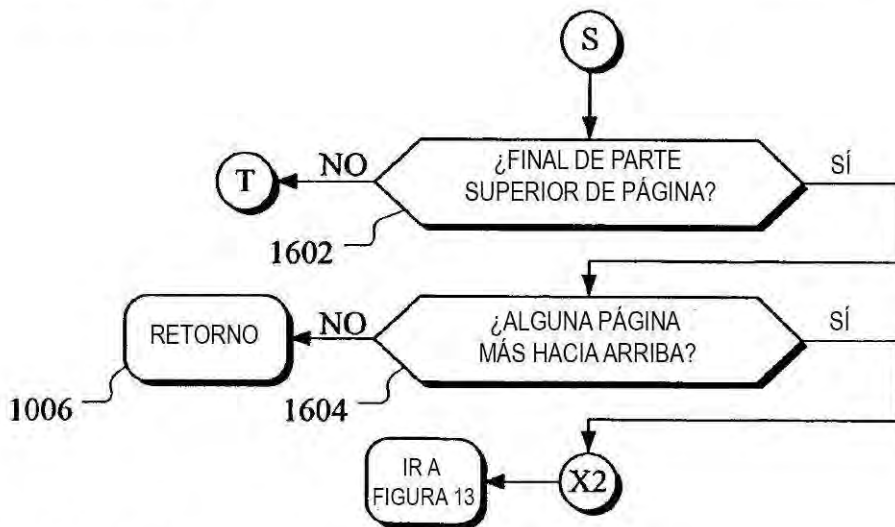 S
¿FINAL DE PARTE
SUPERIOR DE PÁGINA?
NO
SÍ
T
1602
¿ALGUNA PÁGINA
MÁS HACIA ARRIBA?
NO
SÍ
RETORNO
1006
1604
X2
IR A
FIGURA 13